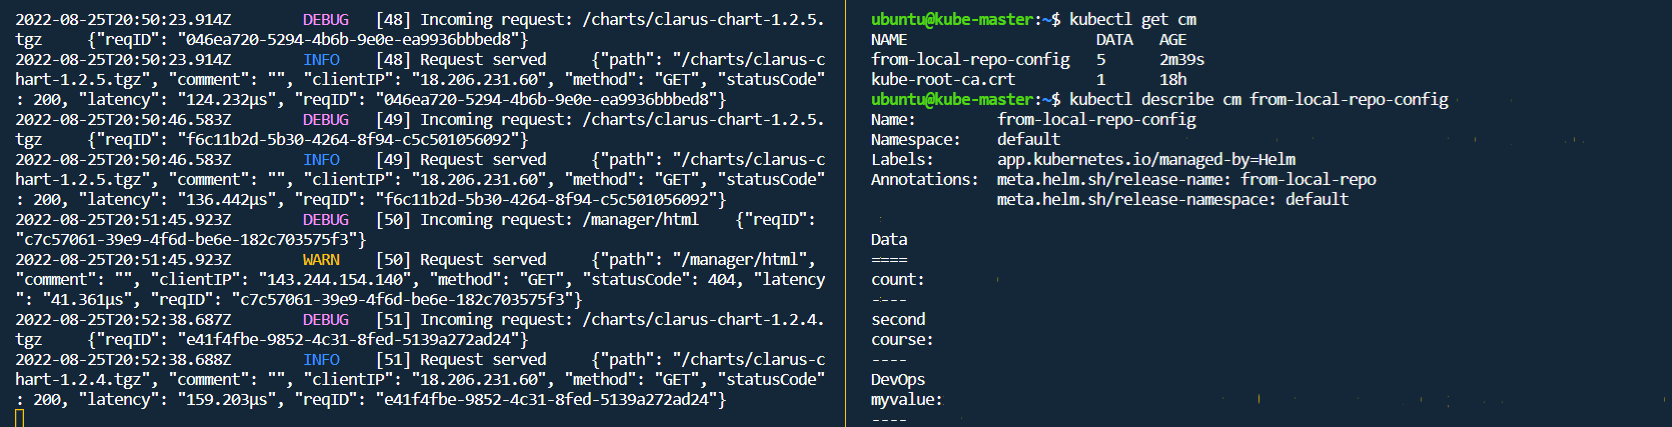 2022-08-25T20:50:23.914Z        DEBUG   [48] Incoming request: /charts/clarus-chart-1.2.5.
tgz     {"reqID": "046ea720-5294-4b6b-9e0e-ea9936bbbed8"}
2022-08-25T20:50:23.914Z        INFO    [48] Request served     {"path": "/charts/clarus-c
hart-1.2.5.tgz", "comment": "", "clientIP": "18.206.231.60", "method": "GET", "statusCode"
: 200, "latency": "124.232µs", "reqID": "046ea720-5294-4b6b-9e0e-ea9936bbbed8"}
2022-08-25T20:50:46.583Z        DEBUG   [49] Incoming request: /charts/clarus-chart-1.2.5.
tgz     {"reqID": "f6c11b2d-5b30-4264-8f94-c5c501056092"}
2022-08-25T20:50:46.583Z        INFO    [49] Request served     {"path": "/charts/clarus-c
hart-1.2.5.tgz", "comment": "", "clientIP": "18.206.231.60", "method": "GET", "statusCode"
: 200, "latency": "136.442µs", "reqID": "f6c11b2d-5b30-4264-8f94-c5c501056092"}
2022-08-25T20:51:45.923Z        DEBUG   [50] Incoming request: /manager/html    {"reqID":
"c7c57061-39e9-4f6d-be6e-182c703575f3"}
2022-08-25T20:51:45.923Z        WARN    [50] Request served     {"path": "/manager/html",
"comment": "", "clientIP": "143.244.154.140", "method": "GET", "statusCode": 404, "latency
": "41.361µs", "reqID": "c7c57061-39e9-4f6d-be6e-182c703575f3"}
2022-08-25T20:52:38.687Z        DEBUG   [51] Incoming request: /charts/clarus-chart-1.2.4.
tgz     {"reqID": "e41f4fbe-9852-4c31-8fed-5139a272ad24"}
2022-08-25T20:52:38.688Z        INFO    [51] Request served     {"path": "/charts/clarus-c
hart-1.2.4.tgz", "comment": "", "clientIP": "18.206.231.60", "method": "GET", "statusCode"
: 200, "latency": "159.203µs", "reqID": "e41f4fbe-9852-4c31-8fed-5139a272ad24"}
ubuntu@kube-master:~$ kubectl get cm
NAME                     DATA   AGE
from-local-repo-config   5      2m39s
kube-root-ca.crt         1      18h
ubuntu@kube-master:~$ kubectl describe cm from-local-repo-config
Name:         from-local-repo-config
Namespace:    default
Labels:       app.kubernetes.io/managed-by=Helm
Annotations:  meta.helm.sh/release-name: from-local-repo
              meta.helm.sh/release-namespace: default
Data
====
count:
----
second
course:
----
DevOps
myvalue:
----